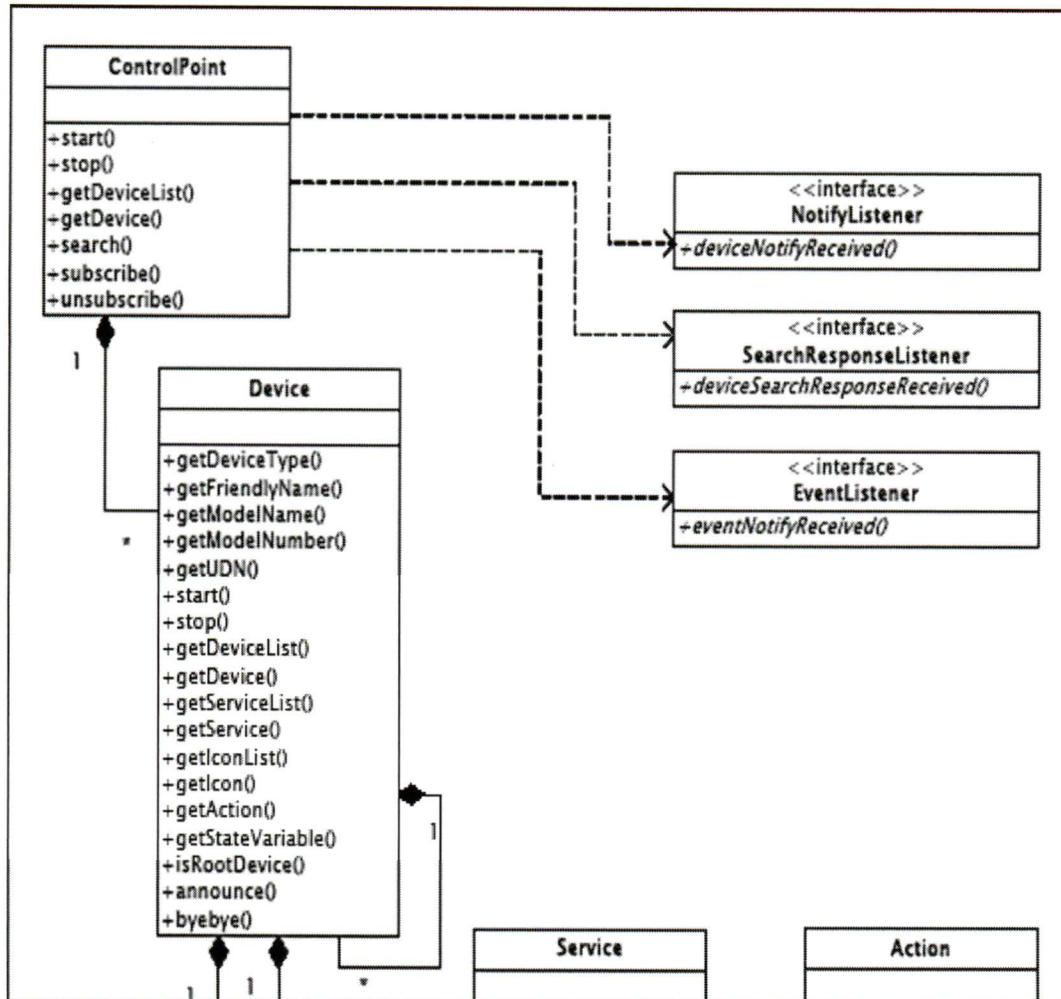 ControlPoint
+start()
+stop()
+getDeviceList()
+getDevice()
+search()
+subscribe()
+unsubscribe()
<<interface>>
NotifyListener
+deviceNotifyReceived()
<<interface>>
SearchResponseListener
+deviceSearchResponseReceived()
<<interface>>
EventListener
+eventNotifyReceived()
1
*
Device
+getDeviceType()
+getFriendlyName()
+getModelName()
+getModelNumber()
+getUDN()
+start()
+stop()
+getDeviceList()
+getDevice()
+getServiceList()
+getService()
+getIconList()
+getIcon()
+getAction()
+getStateVariable()
+isRootDevice()
+announce()
+byebye()
1
*
1
1
Service
Action